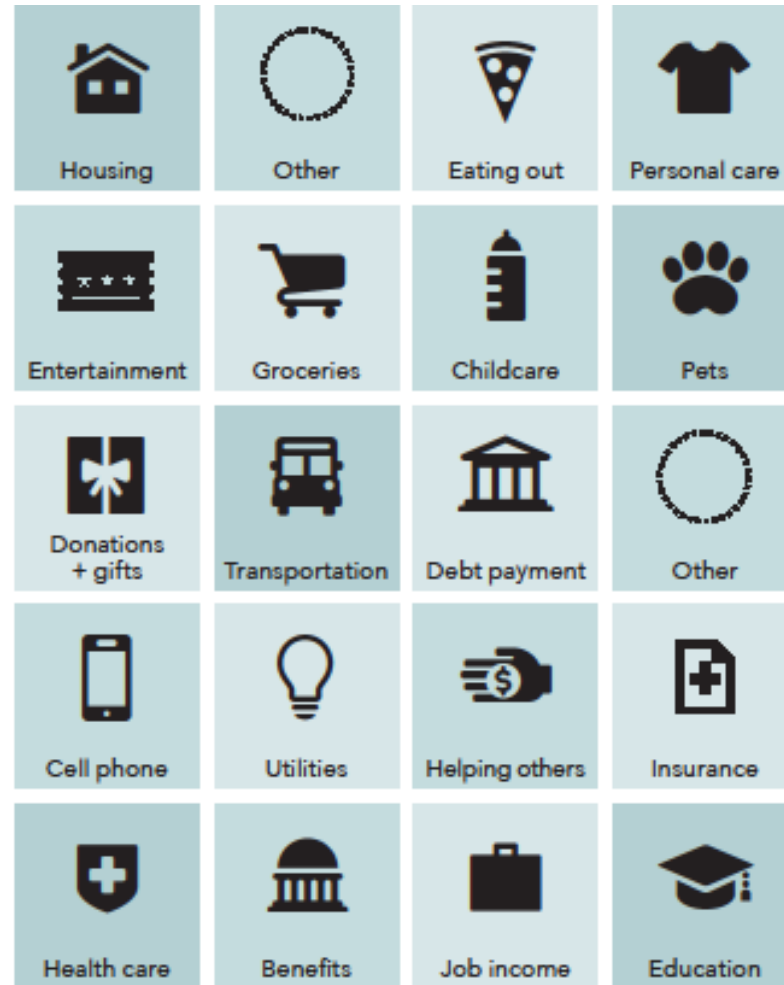 Housing
Other
Eating out
Personal care
Entertainment
Groceries
Childcare
Pets
Donations
+ gifts
Transportation
Debt payment
Other
Cell phone
Utilities
Helping others
$
Insurance
Health care
Benefits
Job income
Education